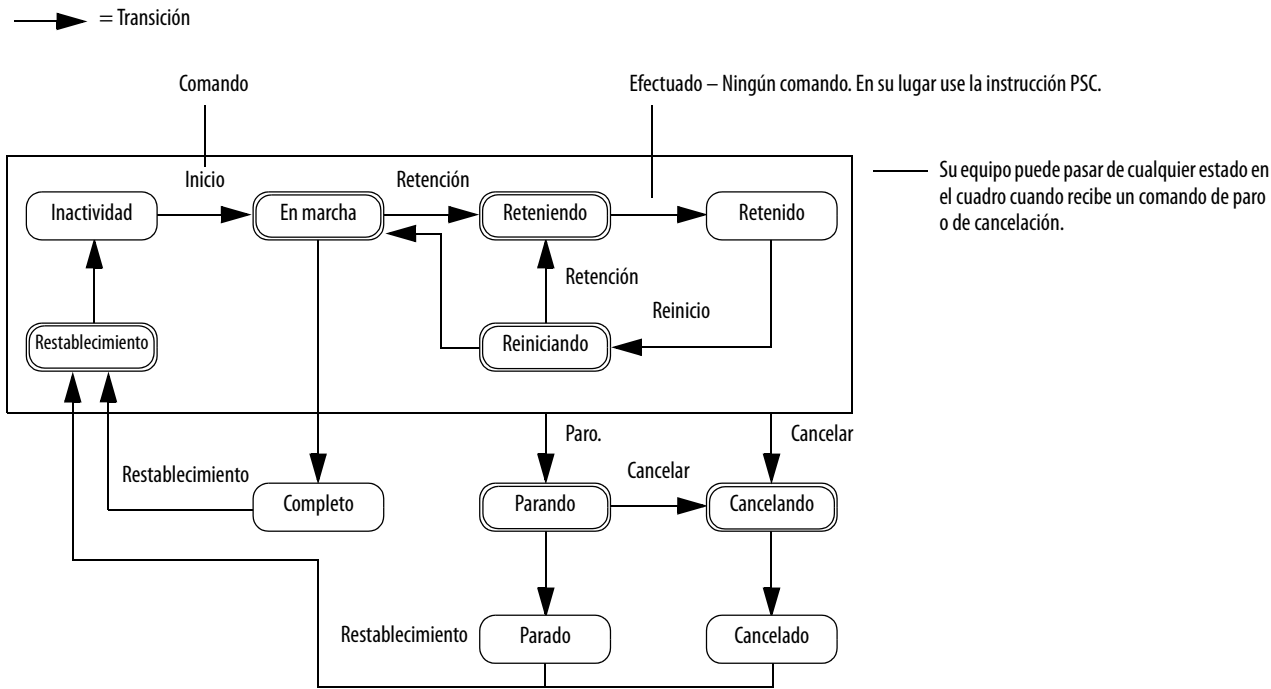 = Transición
Comando
Efectuado – Ningún comando. En su lugar use la instrucción PSC.
Su equipo puede pasar de cualquier estado en
el cuadro cuando recibe un comando de paro
o de cancelación.
Inicio
Retención
Inactividad
En marcha
Reteniendo
Retenido
Retención
Reinicio
Restablecimiento
Reiniciando
Paro.
Cancelar
Restablecimiento
Cancelar
Completo
Parando
Cancelando
Restablecimiento
Parado
Cancelado